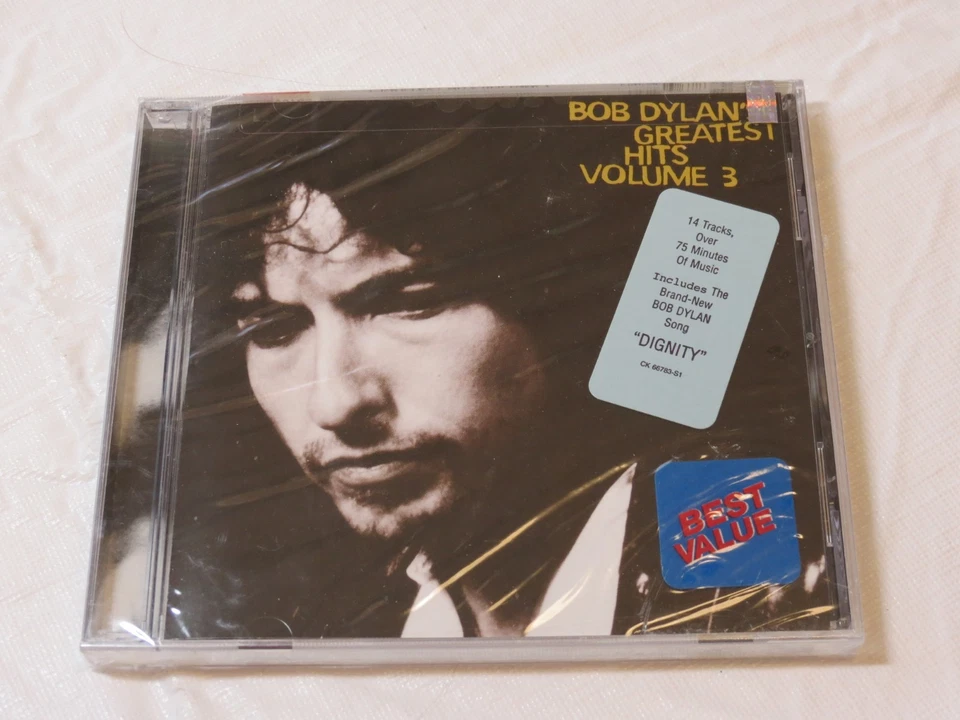 BOB DYLAN'S
GREATEST
HITS
VOLUME 3
14 Tracks,
Over
75 Minutes
Of Music
Includes The
Brand-New
BOB DYLAN
Song
"DIGNITY"
CK 66783-S1
BEST
VALUE